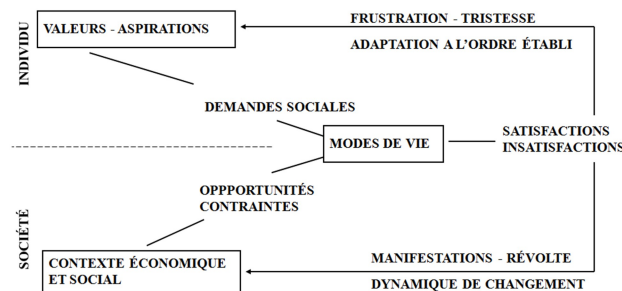 INDIVIDU
VALEURS - ASPIRATIONS
FRUSTRATION - TRISTESSE
ADAPTATION A L'ORDRE ÉTABLI
DEMANDES SOCIALES
MODES DE VIE
SATISFACTIONS
INSATISFACTIONS
OPPPORTUNITÉS
CONTRAINTES
SOCIÉTÉ
CONTEXTE ÉCONOMIQUE
ET SOCIAL
MANIFESTATIONS - RÉVOLTE
DYNAMIQUE DE CHANGEMENT